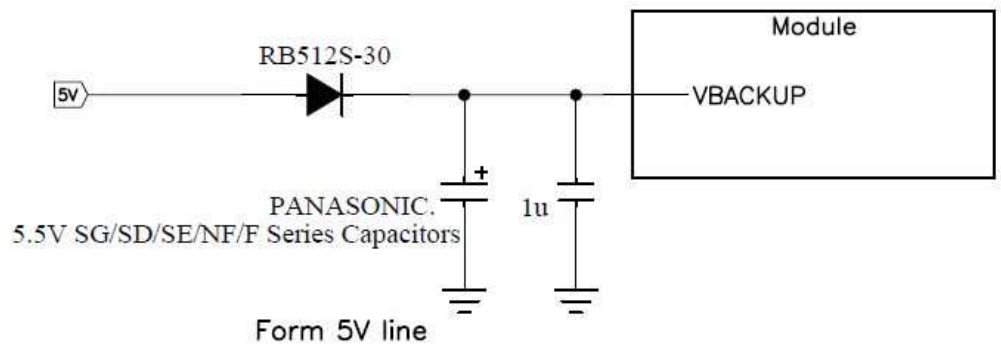 Module
RB512S-30
5V
VBACKUP
+
PANASONIC.
1u
5.5V SG/SD/SE/NF/F Series Capacitors
Form 5V line